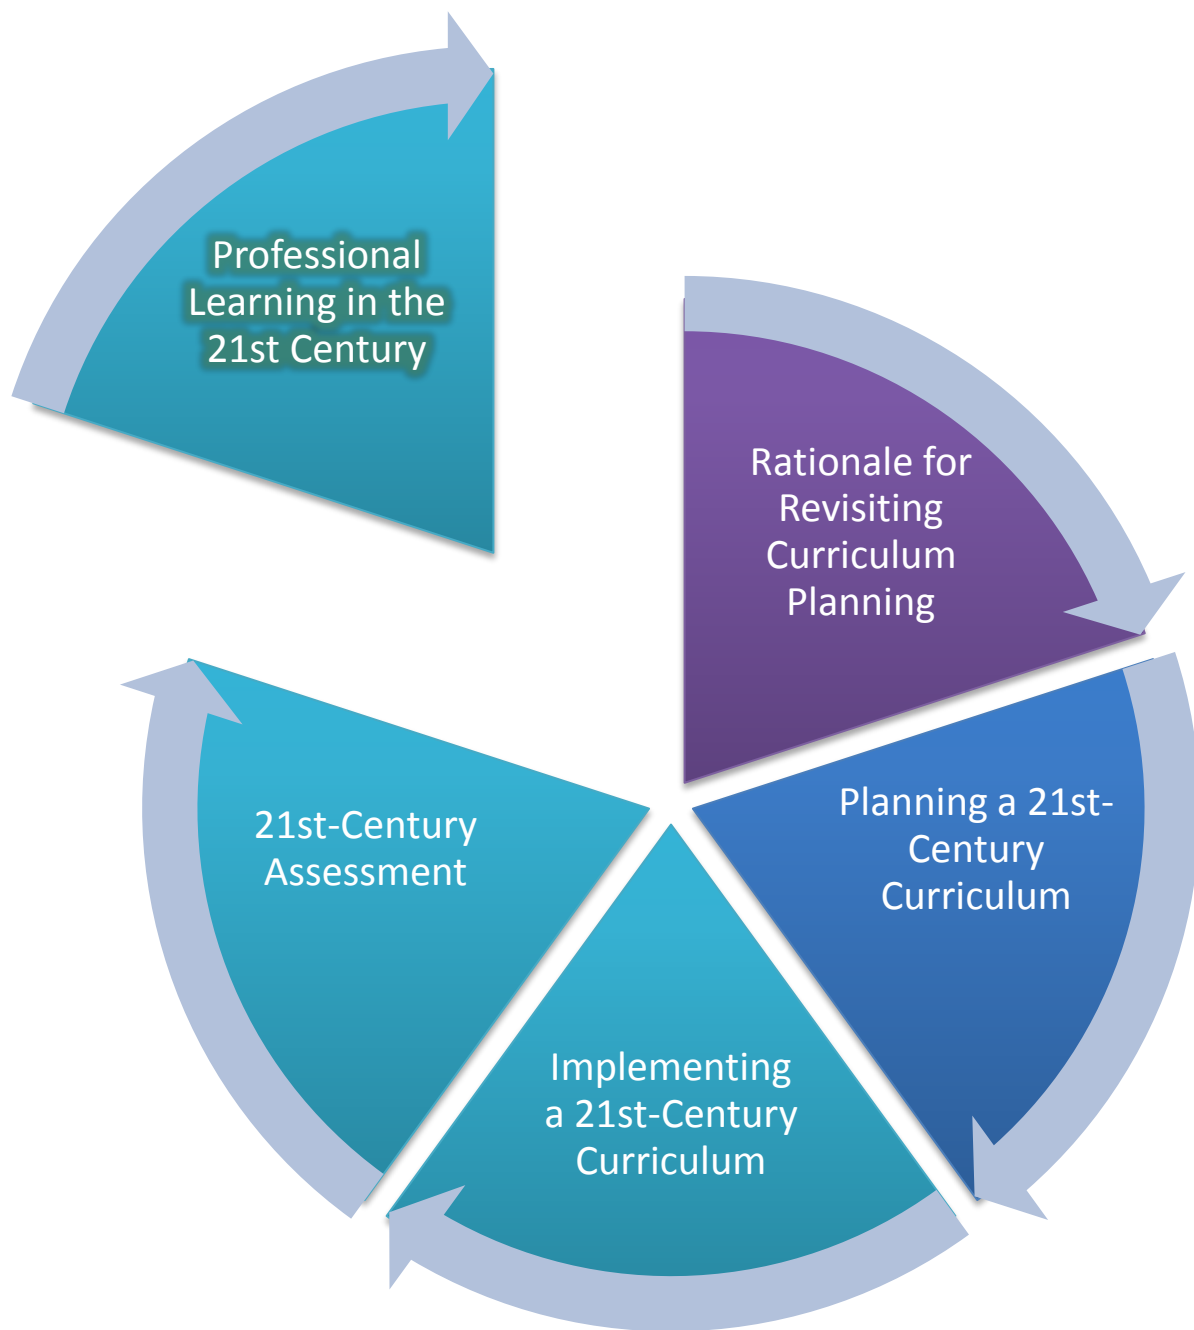 Professional
Learning in the
21st Century
Rationale for
Revisiting
Curriculum
Planning
Planning a 21st-
Century
Curriculum
Implementing
a 21st-Century
Curriculum
21st-Century
Assessment